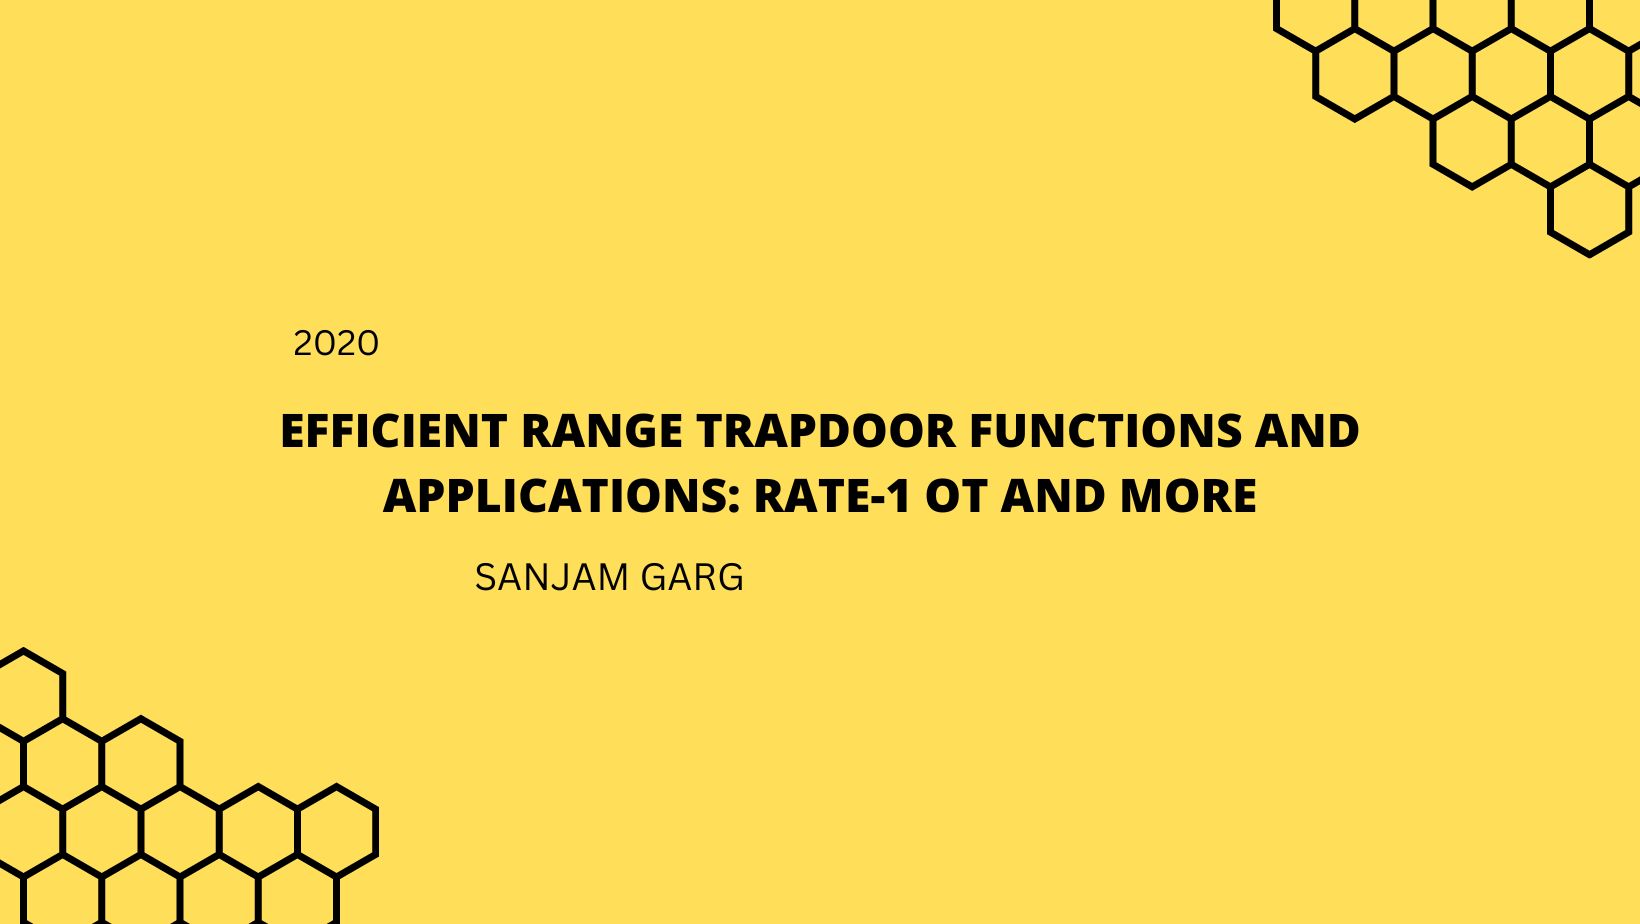 2020
EFFICIENT RANGE TRAPDOOR FUNCTIONS AND
APPLICATIONS: RATE-1 OT AND MORE
SANJAM GARG